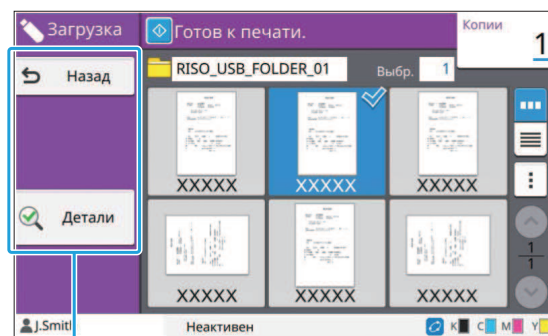 Загрузка
Готов к печати.
Копии
1
Назад
RISO_USB_FOLDER_01
Выбр. 1
XXXXX XXXXX XXXXX
Детали
1
1
XXXXX XXXXX XXXXX
J.Smit
Неактивен
K C M Y